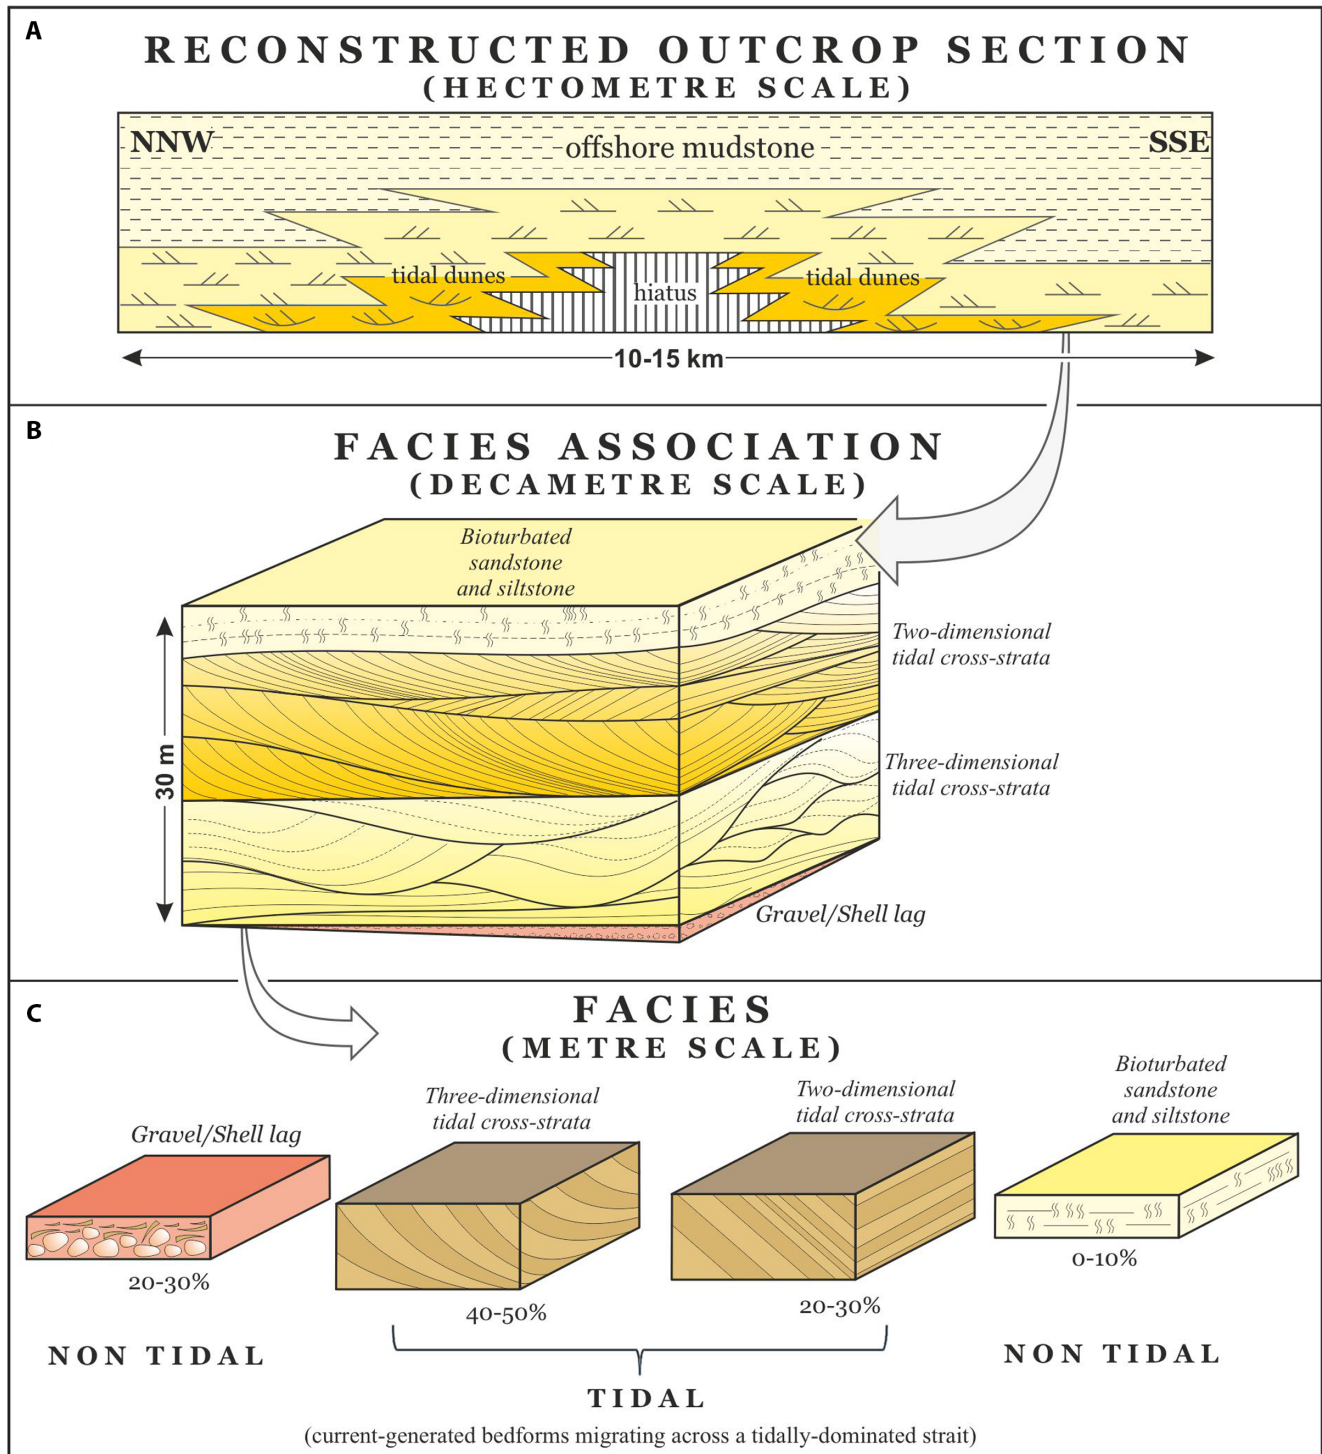 A
RECONSTRUCTED OUTCROP SECTION
(HECTOMETRE SCALE)
NNW
offshore mudstone
SSE
tidal dunes
hiatus
tidal dunes
10-15 km
B
FACIES ASSOCIATION
(DECAMETRE SCALE)
Bioturbated
sandstone
and siltstone
Two-dimensional
tidal cross-strata
30 m
Three-dimensional
tidal cross-strata
Gravel/Shell lag
C
FACIES
(METRE SCALE)
Gravel/Shell lag
20-30%
NON TIDAL
Three-dimensional
tidal cross-strata
40-50%
Two-dimensional
tidal cross-strata
20-30%
Bioturbated
sandstone
and siltstone
0-10%
NON TIDAL
TIDAL
(current-generated bedforms migrating across a tidally-dominated strait)